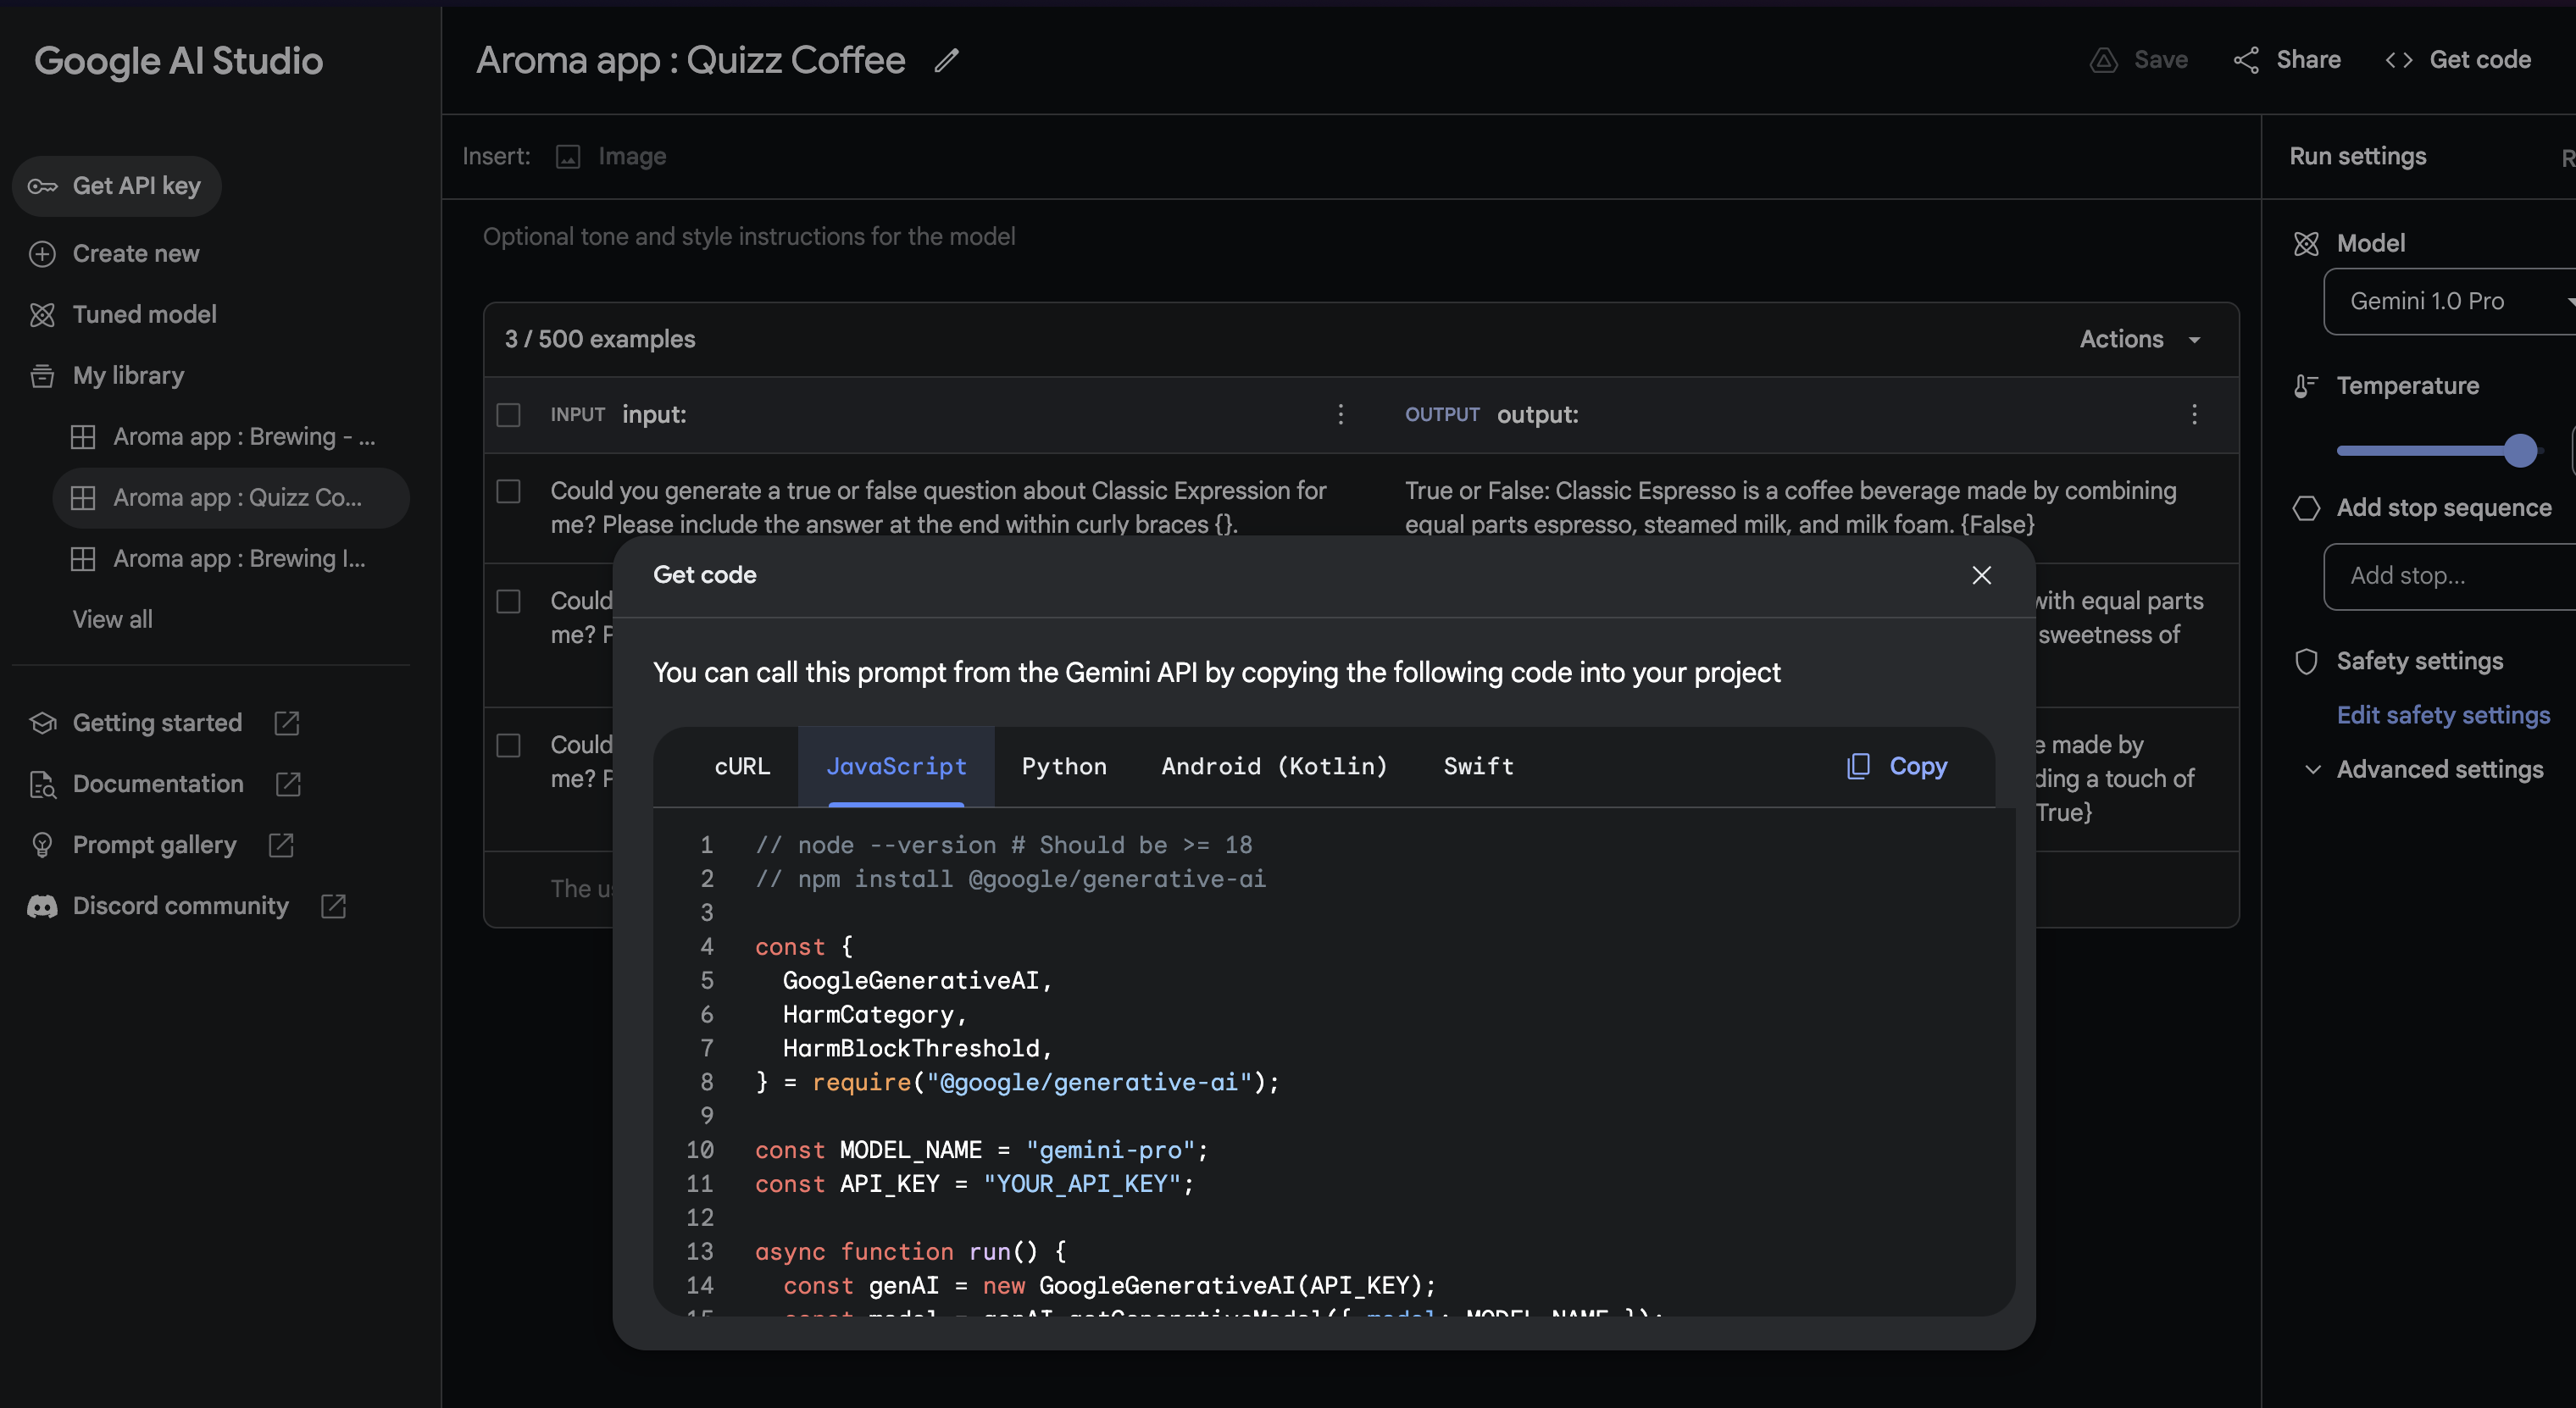 Google AI Studio
Get API key
Create new
Tuned model
My library
Aroma app : Brewing - ...
Aroma app : Quizz Co...
Aroma app : Brewing I...
View all
Getting started
Documentation
Prompt gallery
Discord community
Aroma app : Quizz Coffee
Save
Share
Get code
Insert:
Image
Optional tone and style instructions for the model
3 / 500 examples
Actions
INPUT input:
OUTPUT output:
Could you generate a true or false question about Classic Expression for
me? Please include the answer at the end within curly braces {}.
True or False: Classic Espresso is a coffee beverage made by combining
equal parts espresso, steamed milk, and milk foam. {False}
Could
me?
with equal parts
sweetness of
Could
me?
made by
a touch of
True}
The
Get code
You can call this prompt from the Gemini API by copying the following code into your project
cURL
JavaScript
Python
Android (Kotlin)
Swift
Copy
1 // node --version # Should be >= 18
2 // npm install @google/generative-ai
3
4 const {
5 GoogleGenerativeAI,
6 HarmCategory,
7 HarmBlockThreshold,
8 } = require("@google/generative-ai");
9
10 const MODEL_NAME = "gemini-pro";
11 const API_KEY = "YOUR_API_KEY";
12
13 async function run() {
14 const genAI = new GoogleGenerativeAI(API_KEY);
15 const model = genAI.getGenerativeModel({ model: MODEL_NAME });
Run settings
Model
Gemini 1.0 Pro
Temperature
Add stop sequence
Add stop...
Safety settings
Edit safety settings
Advanced settings